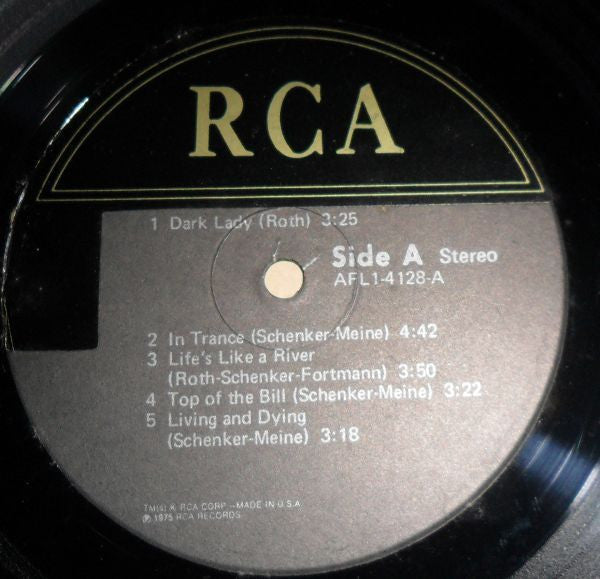 RCA
1 Dark Lady (Roth) 3:25
Side A Stereo
AFL1-4128-A
2 In Trance (Schenker-Meine) 4:42
3 Life's Like a River
(Roth-Schenker-Fortmann) 3:50
4 Top of the Bill (Schenker-Meine) 3:22
5 Living and Dying
(Schenker-Meine) 3:18
TM(s) ® RCA CORP.—MADE IN U.S.A
℗ 1975 RCA RECORDS